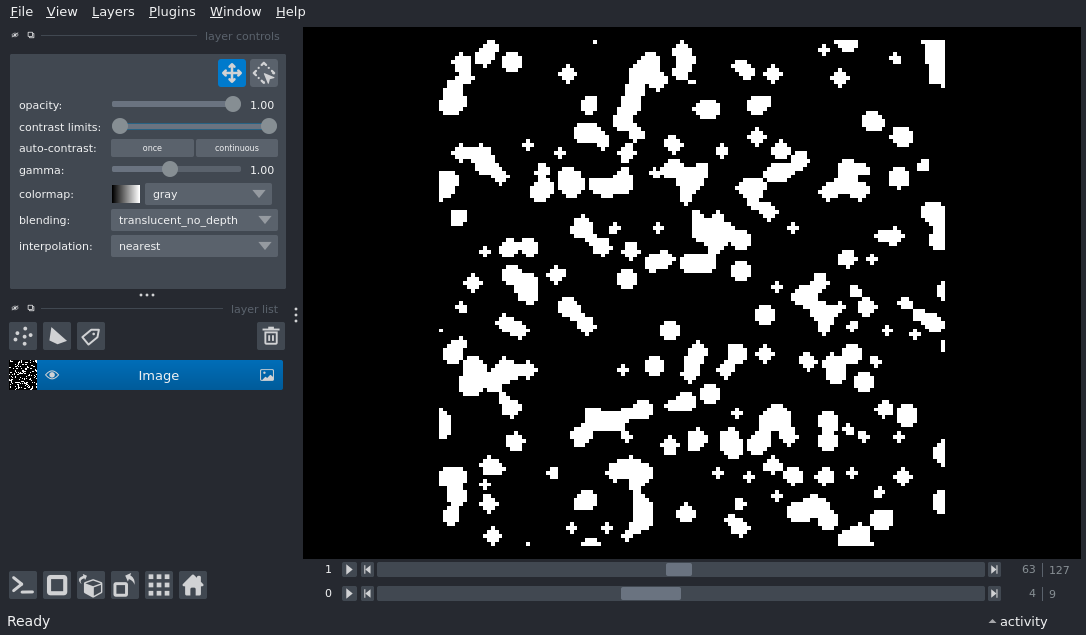 File View Layers Plugins Window Help
layer controls
opacity: 1.00
contrast limits:
auto-contrast: once continuous
gamma: 1.00
colormap: gray
blending: translucent_no_depth
interpolation: nearest
layer list
Image
1 63 127
0 4 9
Ready activity